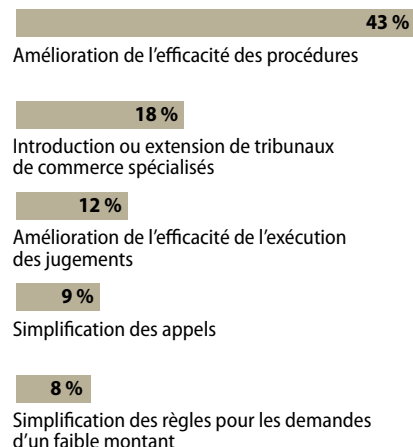 43 %
Amélioration de l’efficacité des procédures
18 %
Introduction ou extension de tribunaux
de commerce spécialisés
12 %
Amélioration de l’efficacité de l’exécution
des jugements
9 %
Simplification des appels
8 %
Simplification des règles pour les demandes
d’un faible montant